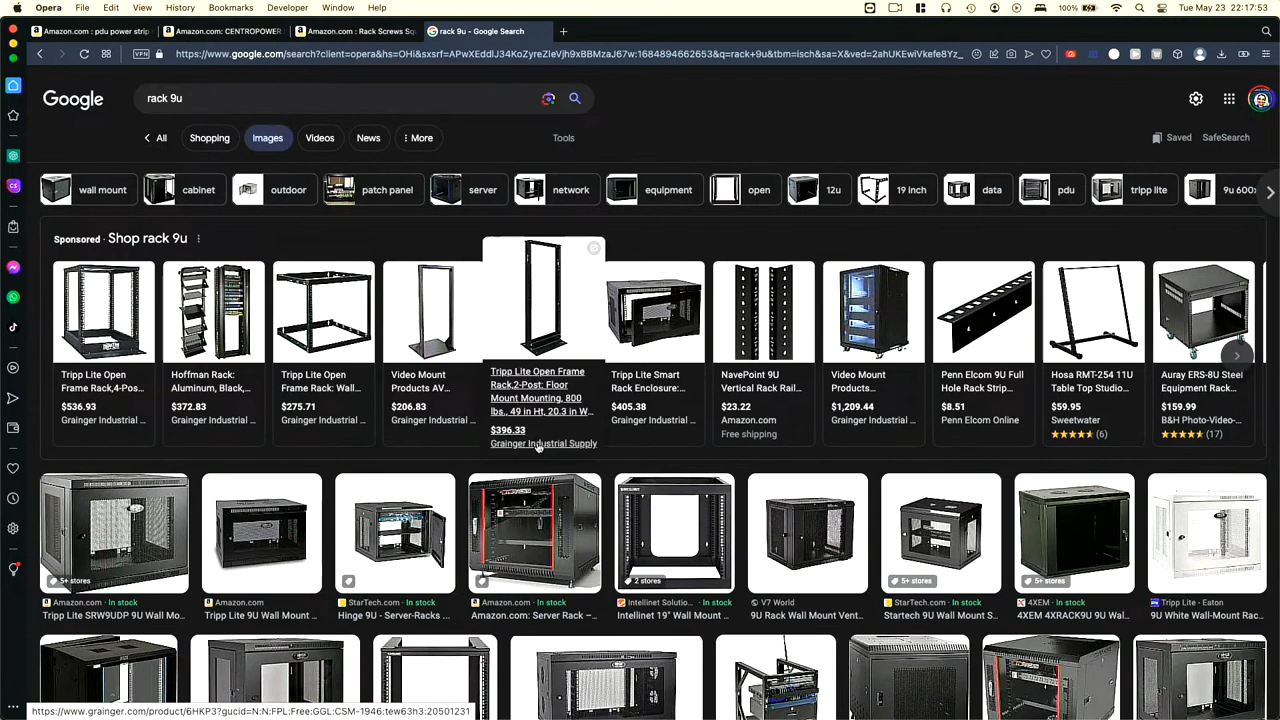 Opera File Edit View History Bookmarks Developer Window Help 100% Tue May 23 22:17:53
Amazon.com : pdu power strip
Amazon.com: CENTROPOWER
Amazon.com : Rack Screws Squ
rack 9u - Google Search
VPN https://www.google.com/search?client=opera&hs=OHi&sxsrf=APwXEddlJ34KoZyreZleVjh9xBBMzaJ67w:1684894662653&q=rack+9u&tbm=isch&sa=X&ved=2ahUKEwiVkefe8Yz_
Google
rack 9u
All Shopping Images Videos News More Tools
Saved SafeSearch
wall mount cabinet outdoor patch panel server network equipment open 12u 19 inch data pdu tripp lite 9u 600x
Sponsored · Shop rack 9u
Tripp Lite Open
Frame Rack,4-Pos...
$536.93
Grainger Industrial ...
Hoffman Rack:
Aluminum, Black,...
$372.83
Grainger Industrial ...
Tripp Lite Open
Frame Rack: Wall...
$275.71
Grainger Industrial ...
Video Mount
Products AV...
$206.83
Grainger Industrial ...
Tripp Lite Open Frame
Rack,2-Post: Floor
Mount Mounting, 800
lbs., 49 in Ht, 20.3 in W...
$396.33
Grainger Industrial Supply
Tripp Lite Smart
Rack Enclosure:...
$405.38
Grainger Industrial ...
NavePoint 9U
Vertical Rack Rail...
$23.22
Amazon.com
Free shipping
Video Mount
Products...
$1,209.44
Grainger Industrial ...
Penn Elcom 9U Full
Hole Rack Strip...
$8.51
Penn Elcom Online
Hosa RMT-254 11U
Table Top Studio...
$59.95
Sweetwater
(6)
Auray ERS-8U Steel
Equipment Rack...
$159.99
B&H Photo-Video-...
(17)
5+ stores
Amazon.com · In stock
Tripp Lite SRW9UDP 9U Wall Mo...
Amazon.com
Tripp Lite 9U Wall Mount ...
StarTech.com · In stock
Hinge 9U - Server-Racks ...
Amazon.com · In stock
Amazon.com: Server Rack –...
2 stores
Intellinet Solutio... · In stock
Intellinet 19" Wall Mount ...
V7 World
9U Rack Wall Mount Vent...
5+ stores
StarTech.com · In stock
Startech 9U Wall Mount S...
5+ stores
4XEM · In stock
4XEM 4XRACK9U 9U Wal...
Tripp Lite - Eaton
9U White Wall-Mount Rac...
https://www.grainger.com/product/6HKP3?gucid=N:N:FPL:Free:GGL:CSM-1946:tew63h3:20501231